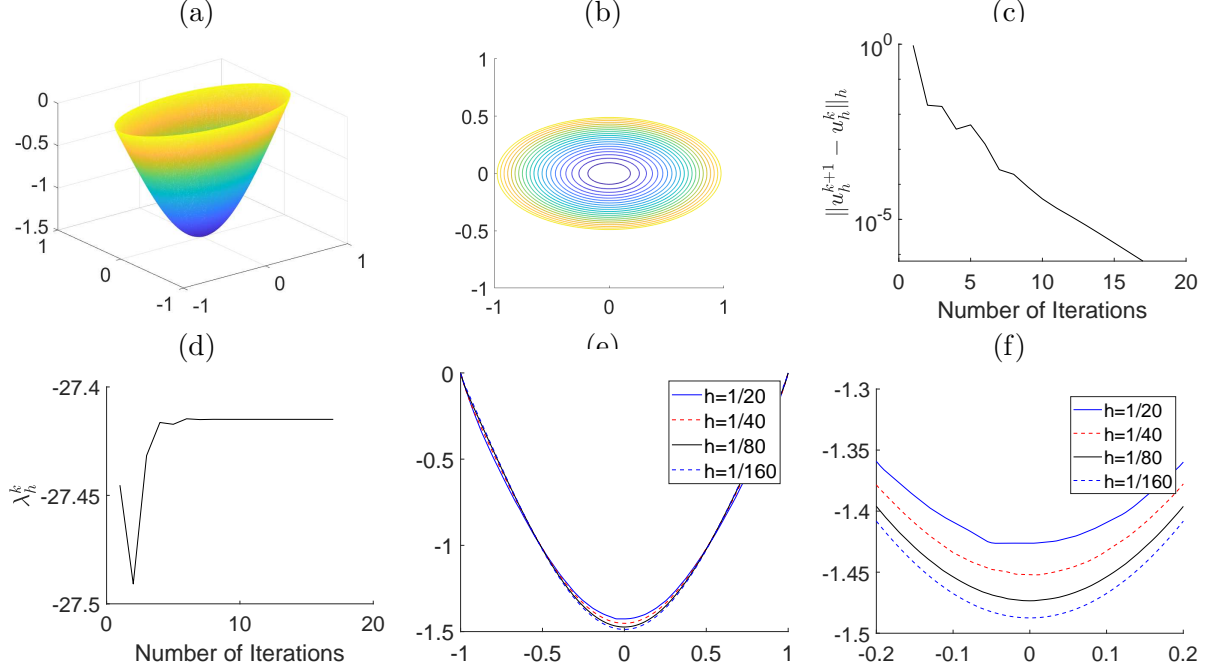 (a)
0
-0.5
-1
-1.5
1
0
-1
-1
0
1
(b)
1
0.5
0
-0.5
-1
-1
0
1
(c)
10^0
10^-5
0
5
10
15
20
||u_h^{k+1} - u_h^k||_h
Number of Iterations
(d)
-27.4
-27.45
-27.5
0
10
20
λ_h^k
Number of Iterations
(e)
0
-0.5
-1
-1.5
-1
-0.5
0
0.5
1
h=1/20
h=1/40
h=1/80
h=1/160
(f)
-1.3
-1.35
-1.4
-1.45
-1.5
-0.2
-0.1
0
0.1
0.2
h=1/20
h=1/40
h=1/80
h=1/160